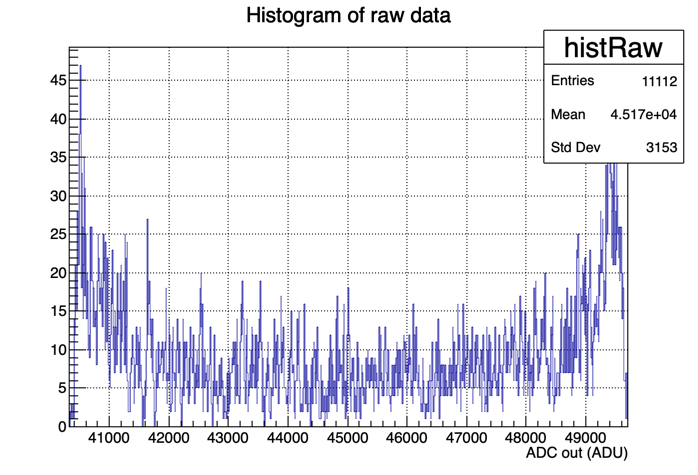 Histogram of raw data
histRaw
Entries 11112
Mean 4.517e+04
Std Dev 3153
45
40
35
30
25
20
15
10
5
0
41000 42000 43000 44000 45000 46000 47000 48000 49000
ADC out (ADU)